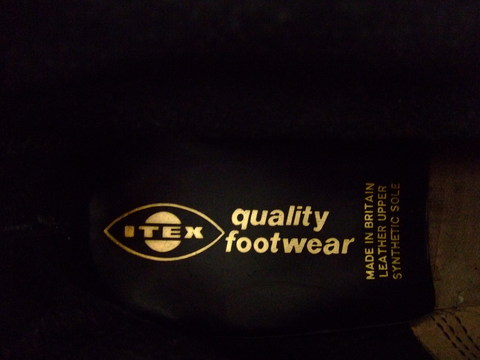 ITEX
quality
footwear
MADE IN BRITAIN
LEATHER UPPER
SYNTHETIC SOLE